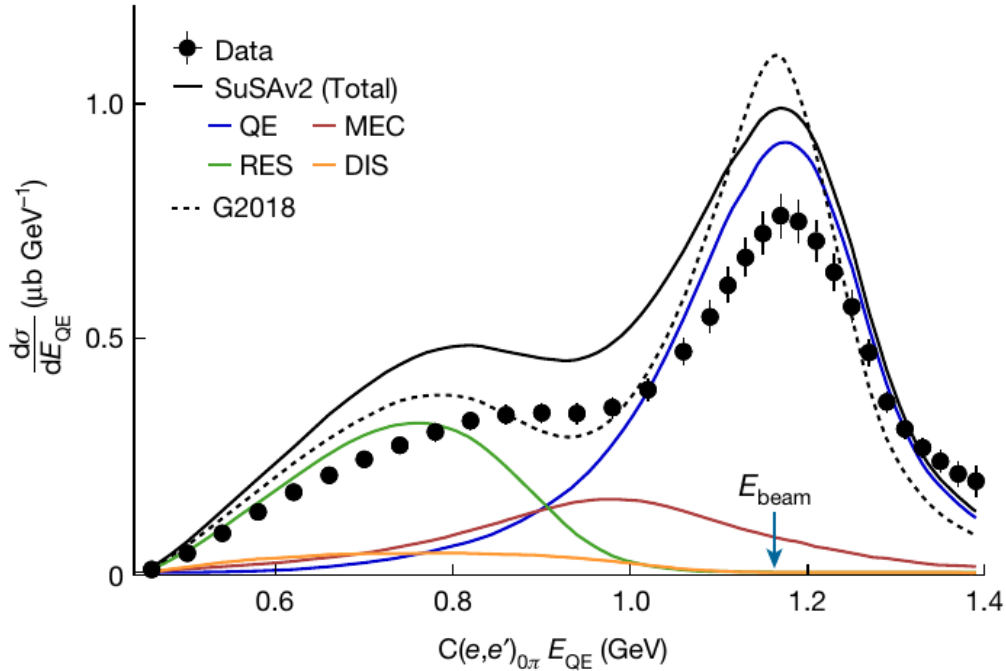 Data
SuSAv2 (Total)
QE MEC
RES DIS
G2018
1.0
0.5
0
dσ/dE_QE (μb GeV⁻¹)
E_beam
0.6 0.8 1.0 1.2 1.4
C(e,e′)₀π E_QE (GeV)